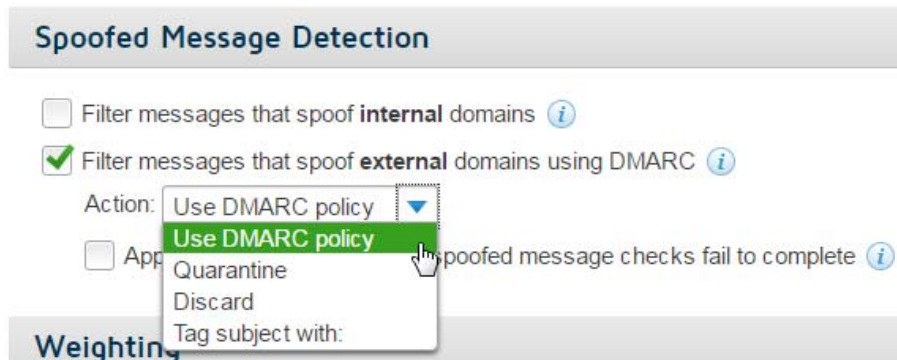 Spoofed Message Detection
Filter messages that spoof internal domains i
Filter messages that spoof external domains using DMARC i
Action: Use DMARC policy
Use DMARC policy
spoofed message checks fail to complete i
Quarantine
Discard
Tag subject with:
Weighting